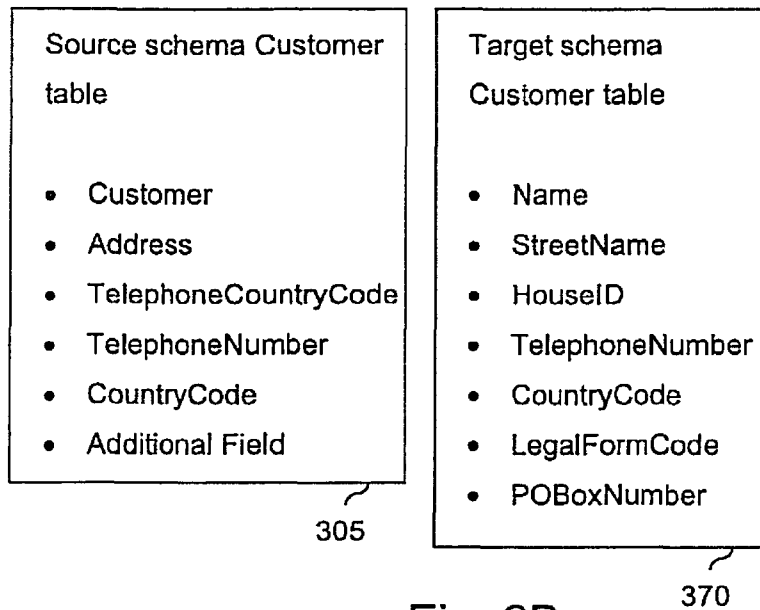 Source schema Customer
table
• Customer
• Address
• TelephoneCountryCode
• TelephoneNumber
• CountryCode
• Additional Field
305
Target schema
Customer table
• Name
• StreetName
• HouseID
• TelephoneNumber
• CountryCode
• LegalFormCode
• POBoxNumber
370